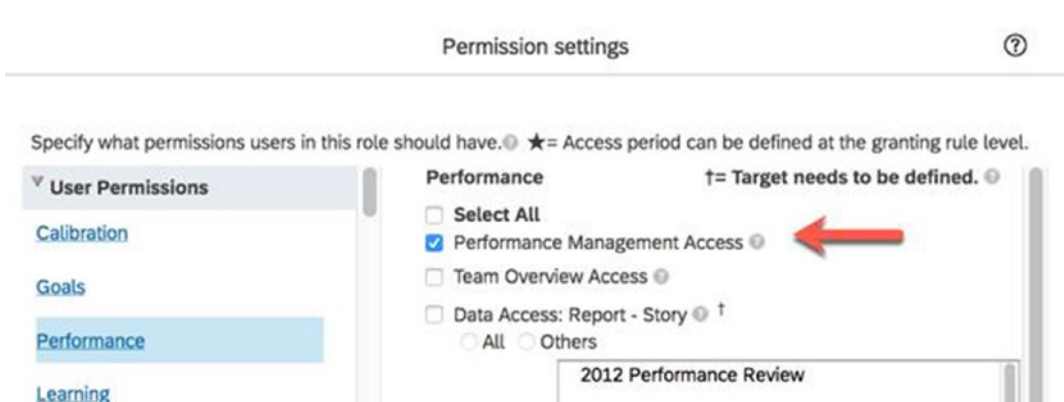 Permission settings
Specify what permissions users in this role should have. ★= Access period can be defined at the granting rule level.
User Permissions
Calibration
Goals
Performance
Learning
Performance †= Target needs to be defined.
Select All
Performance Management Access
Team Overview Access
Data Access: Report - Story †
All Others
2012 Performance Review